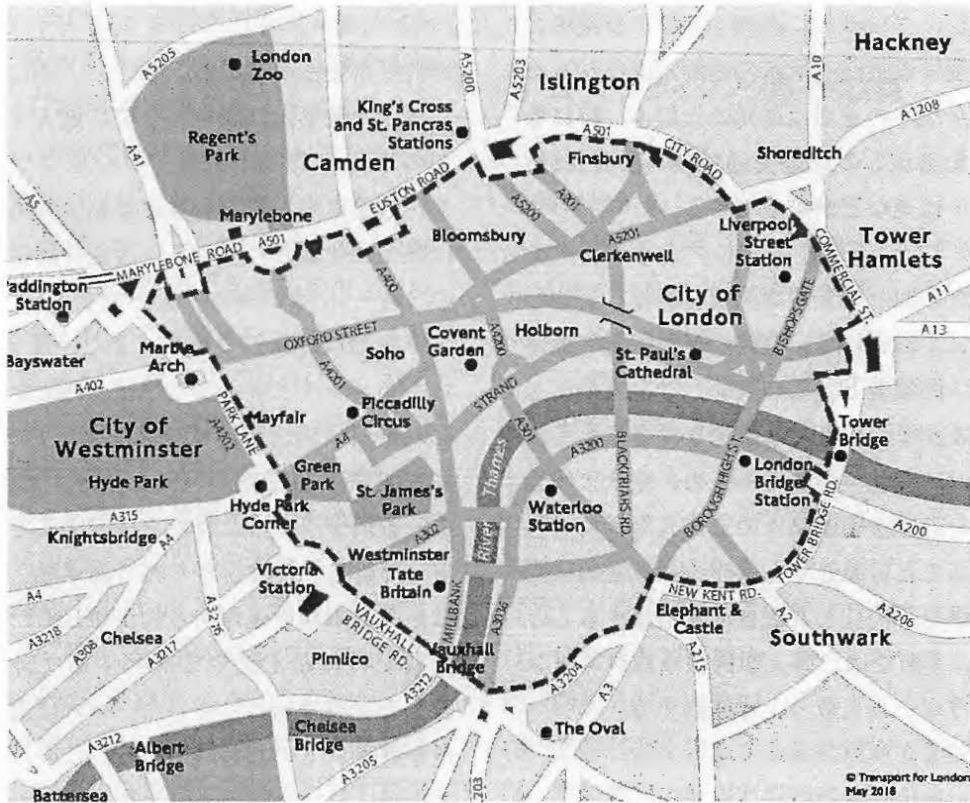 Hackney
A5205
London
Zoo
A5200
A5203
A10
Islington
A1208
A41
King's Cross
and St. Pancras
Stations
Regent's
Park
A501
Camden
Finsbury
CITY ROAD
Shoreditch
A5
EUSTON ROAD
Marylebone
A5200
A201
Bloomsbury
A501
MARYLEBONE ROAD
A5201
Clerkenwell
Liverpool
Street
Station
COMMERCIAL ST.
Tower
Hamlets
Paddington
Station
A400
City of
London
BISHOPSGATE
A11
A13
OXFORD STREET
Covent
Garden
Holborn
Soho
A4200
St. Paul's
Cathedral
Bayswater
Marble
Arch
A402
A4201
STRAND
PARK LANE
A4202
Mayfair
Piccadilly
Circus
A4
A301
A3200
Tower
Bridge
City of
Westminster
Hyde Park
Green
Park
St. James's
Park
River Thames
Waterloo
Station
BLACKFRIARS RD.
BOROUGH HIGH ST.
London
Bridge
Station
TOWER BRIDGE RD.
A200
Hyde Park
Corner
A315
Knightsbridge
A4
A302
Westminster
Tate
Britain
Victoria
Station
MILLBANK
A3036
NEW KENT RD.
A2
Elephant &
Castle
A2206
Southwark
A4
A3218
A308
A3217
Chelsea
VAUXHALL
BRIDGE RD.
Pimlico
Vauxhall
Bridge
A3204
A3
A215
A3212
Chelsea
Bridge
The Oval
A3212
Albert
Bridge
A3205
Battersea
© Transport for London
May 2018